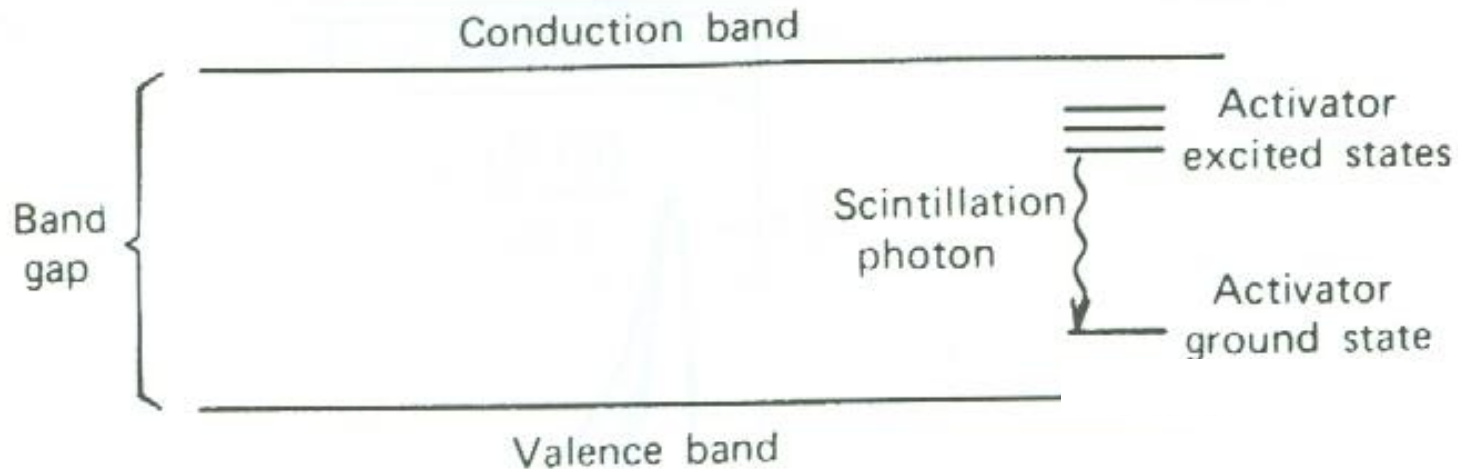 Conduction band
Activator
excited states
Scintillation
photon
Band
gap
Activator
ground state
Valence band